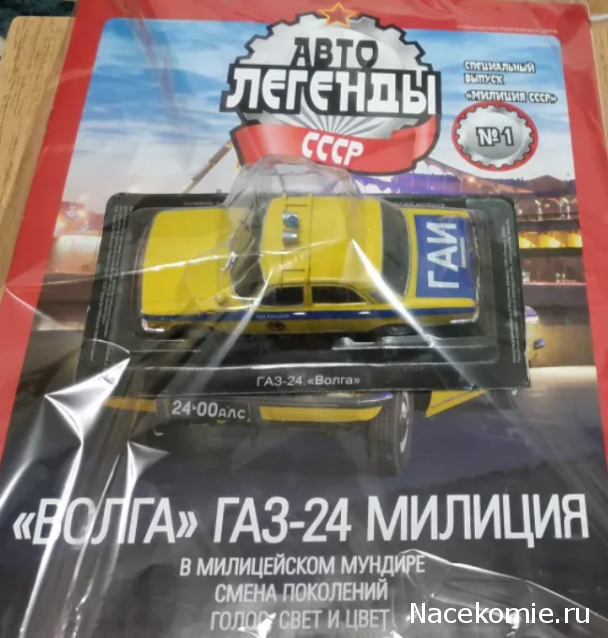 АВТО
ЛЕГЕНДЫ
СССР
СПЕЦИАЛЬНЫЙ
ВЫПУСК
«МИЛИЦИЯ СССР»
№1
ГАИ
ГАЗ-24 «Волга»
24-00 ДЛС
«ВОЛГА» ГАЗ-24 МИЛИЦИЯ
В МИЛИЦЕЙСКОМ МУНДИРЕ
СМЕНА ПОКОЛЕНИЙ
ГОЛОС, СВЕТ И ЦВЕТ
Nacekomie.ru